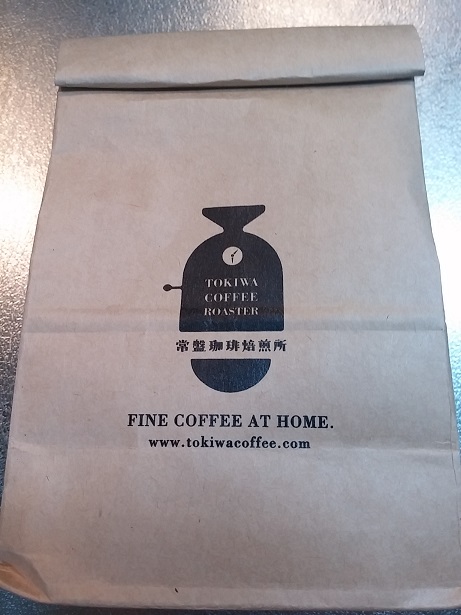 TOKIWA
COFFEE
ROASTER
常盤珈琲焙煎所
FINE COFFEE AT HOME.
www.tokiwacoffee.com